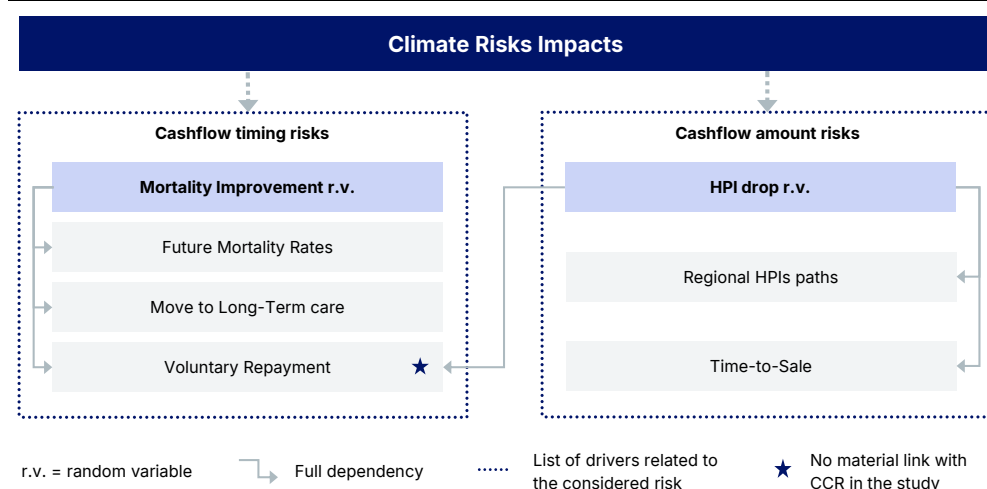 Climate Risks Impacts
Cashflow timing risks
Mortality Improvement r.v.
Future Mortality Rates
Move to Long-Term care
Voluntary Repayment
Cashflow amount risks
HPI drop r.v.
Regional HPIs paths
Time-to-Sale
r.v. = random variable
Full dependency
List of drivers related to
the considered risk
No material link with
CCR in the study